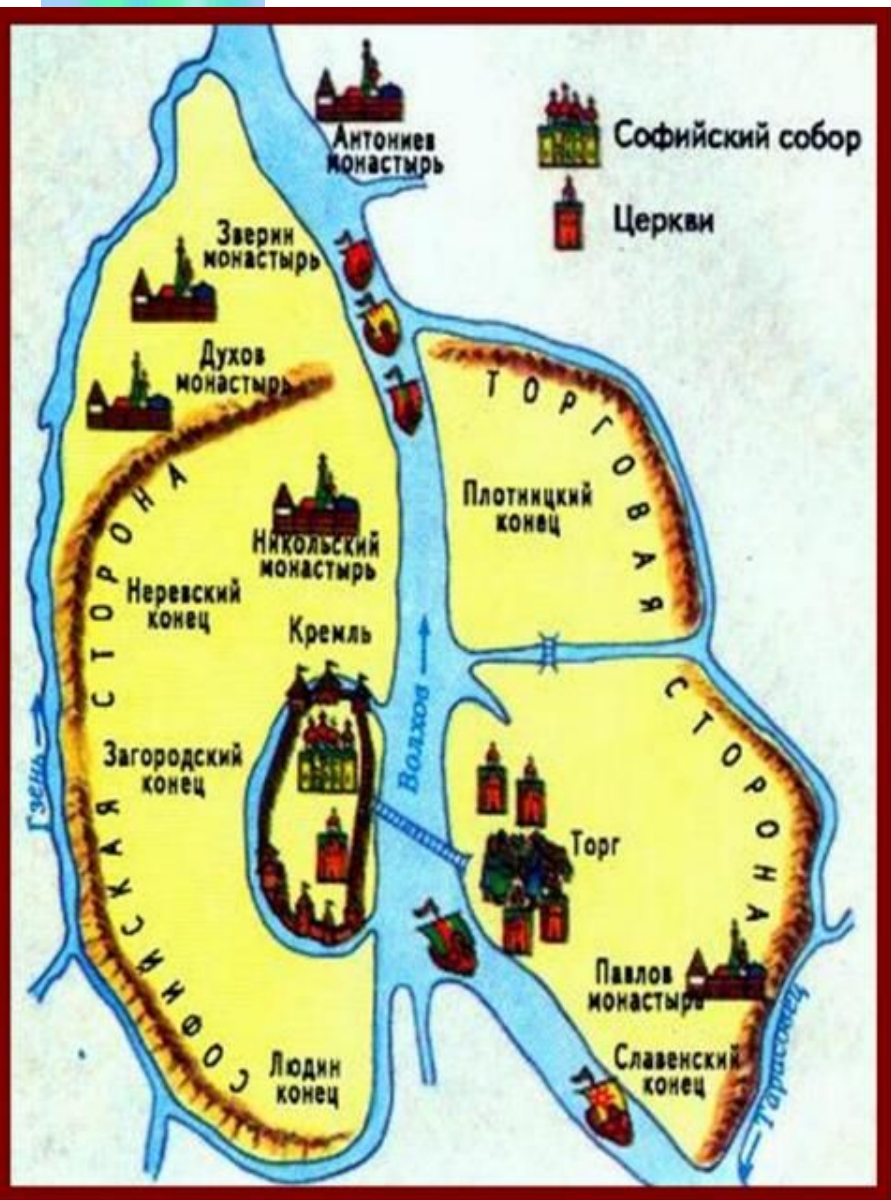 Антониев
монастырь
Софийский собор
Церкви
Зверин
монастырь
Духов
монастырь
ТОРГОВАЯ
СТОРОНА
Плотницкий
конец
Никольский
монастырь
Неревский
конец
Кремль
СОФИЙСКАЯ СТОРОНА
Волхов
Загородский
конец
Гзень
Торг
Павлов
монастырь
Славенский
конец
Людин
конец
Тарасовец